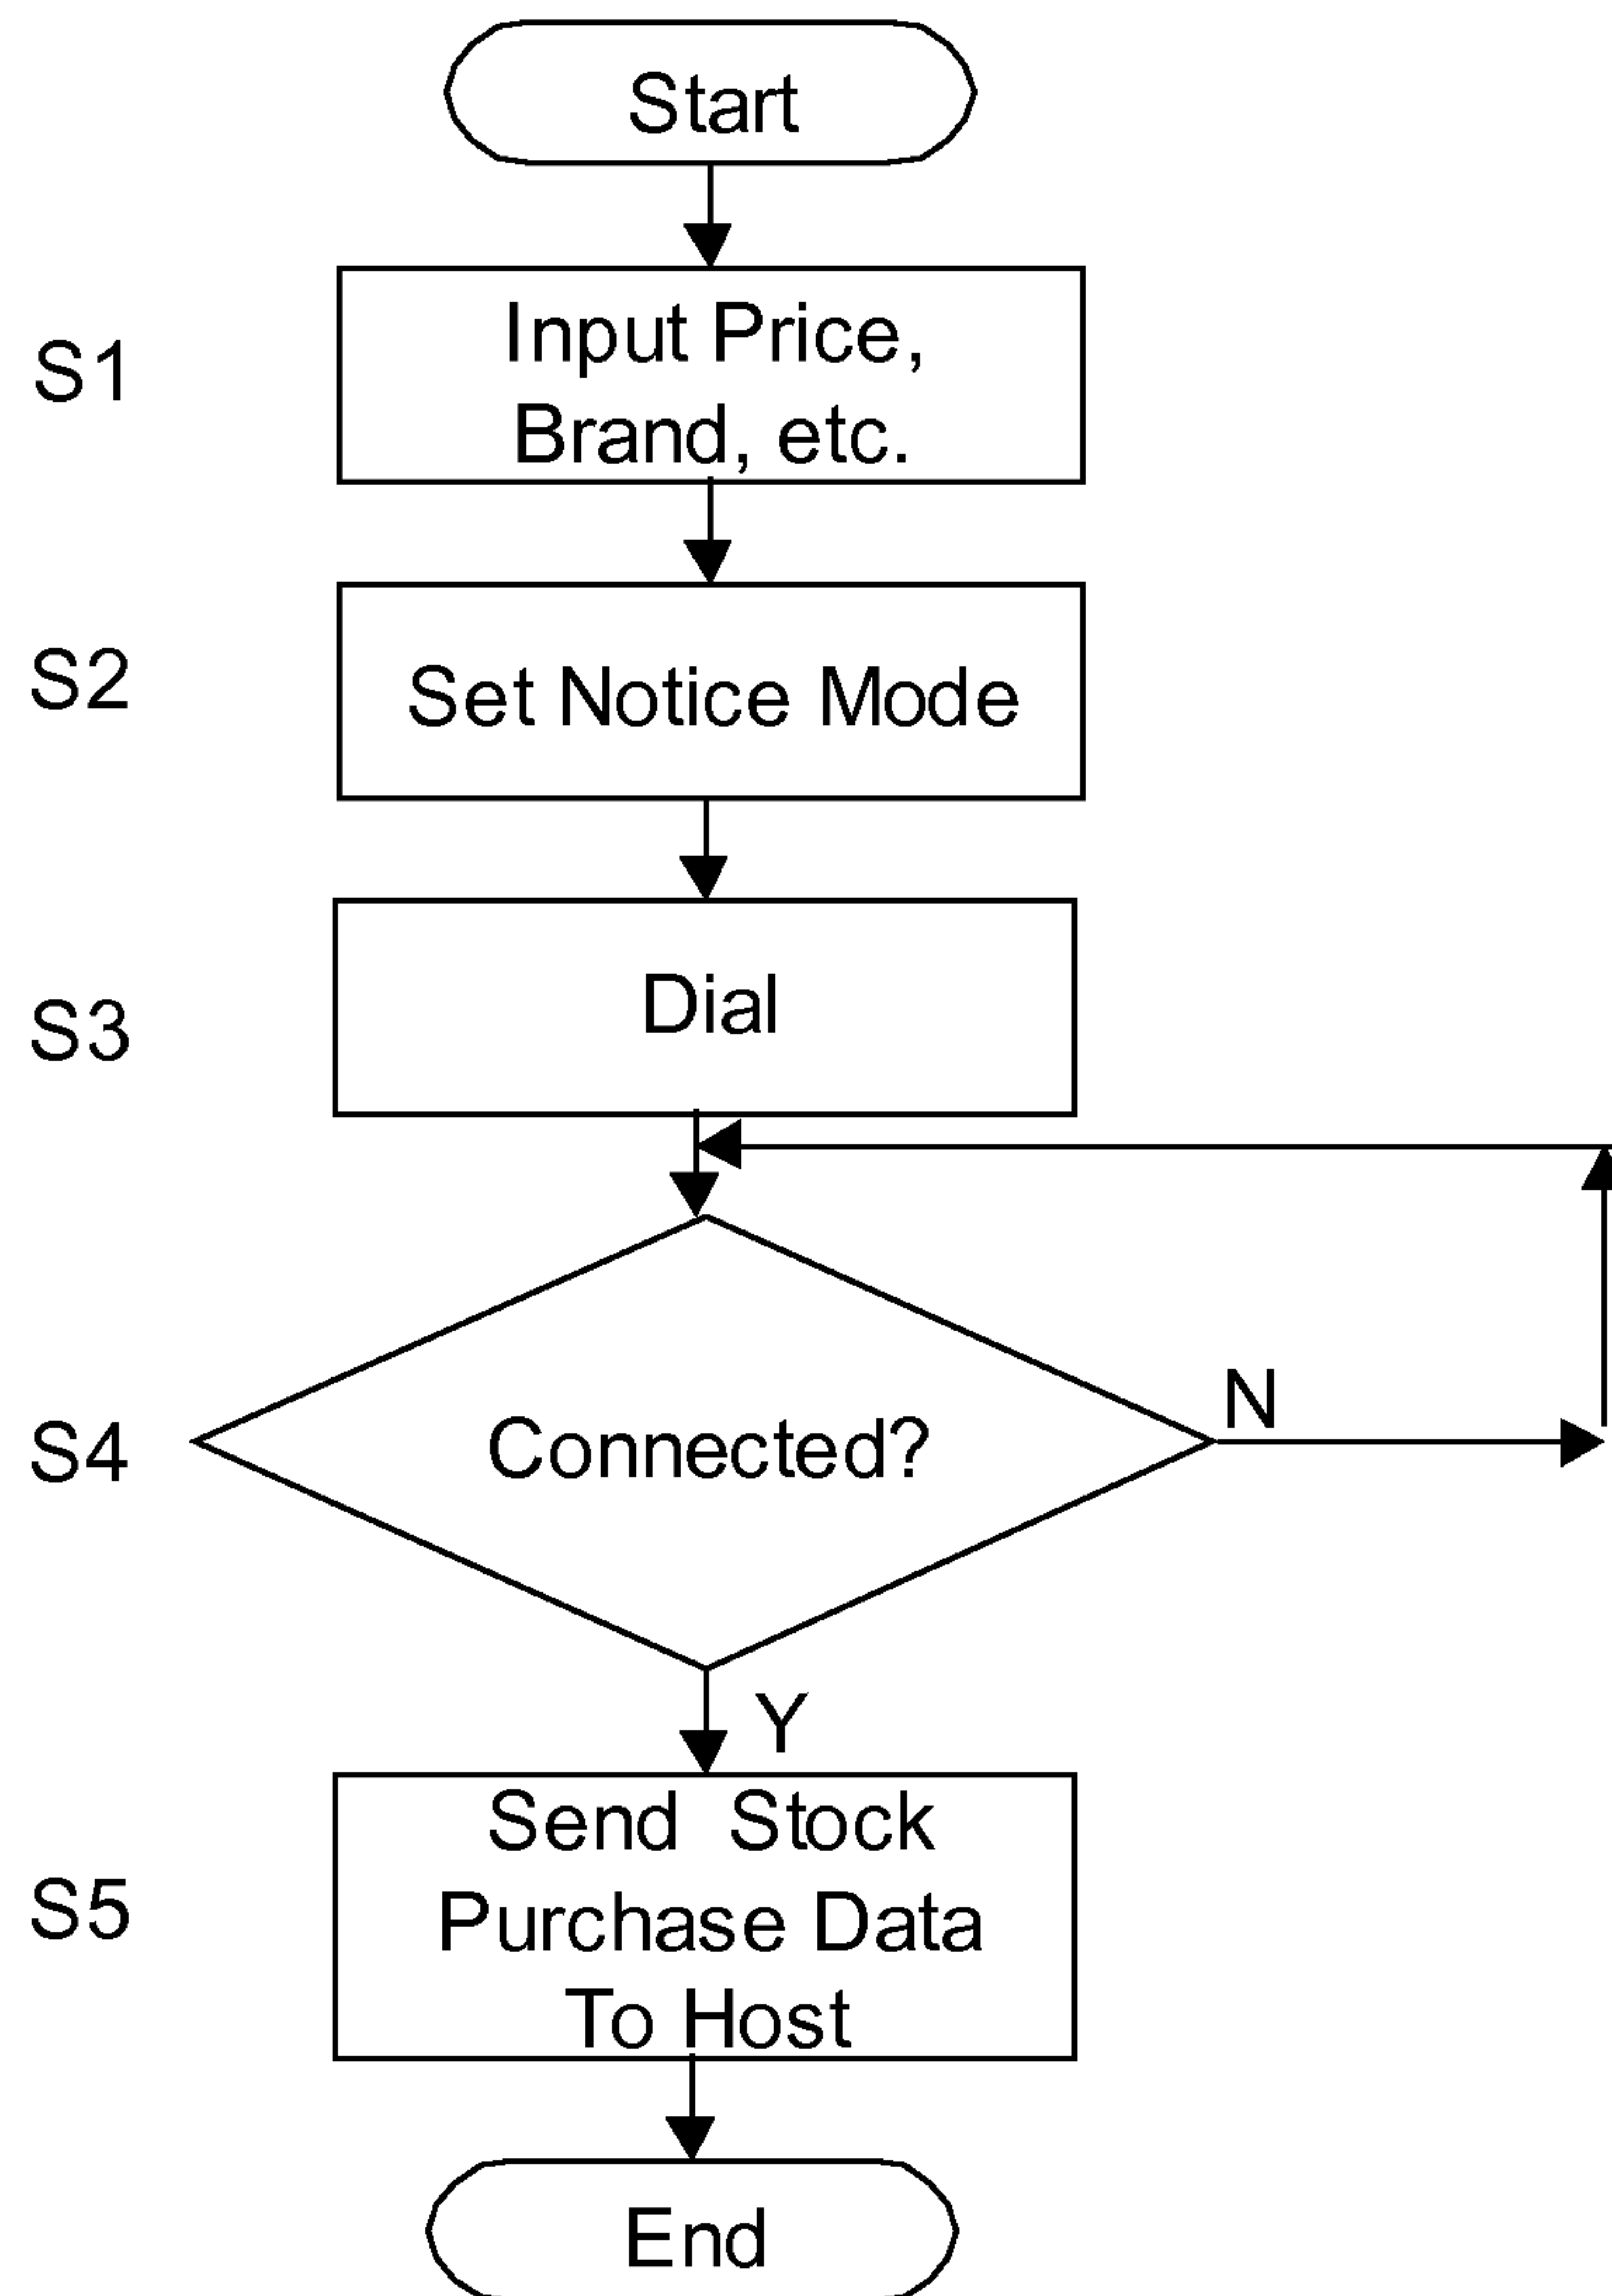 Start
S1
Input Price,
Brand, etc.
S2
Set Notice Mode
S3
Dial
S4
Connected?
N
Y
S5
Send Stock
Purchase Data
To Host
End